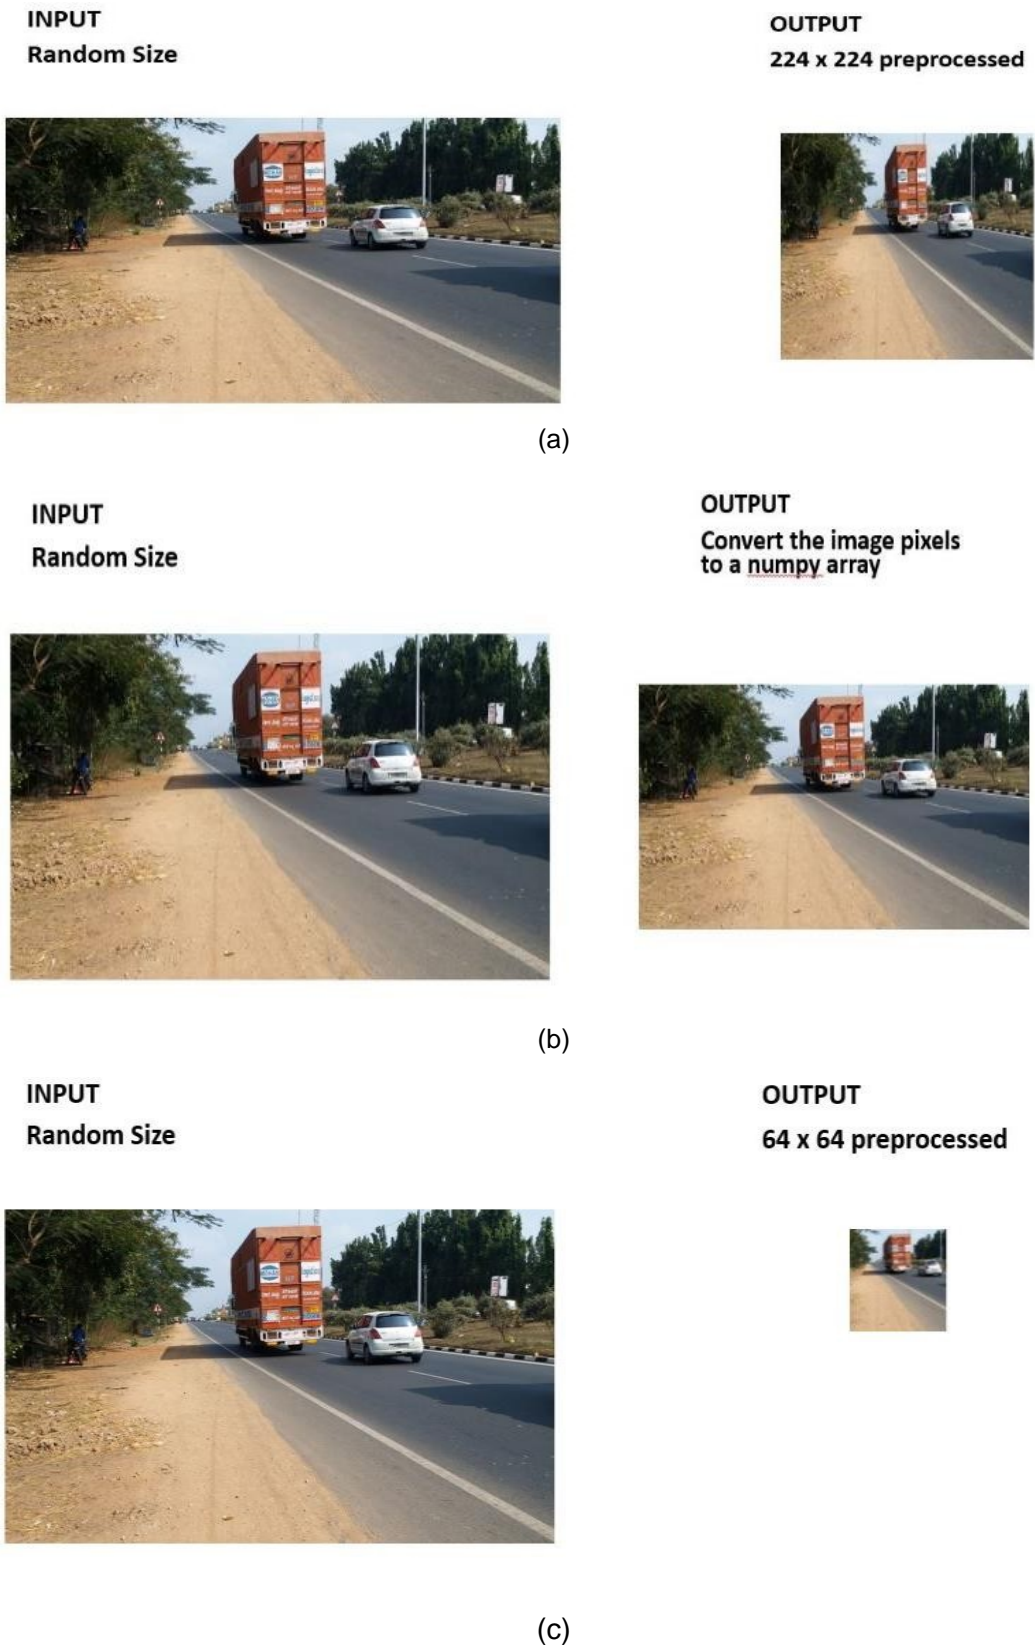 INPUT
Random Size
OUTPUT
224 x 224 preprocessed
(a)
INPUT
Random Size
OUTPUT
Convert the image pixels
to a numpy array
(b)
INPUT
Random Size
OUTPUT
64 x 64 preprocessed
(c)